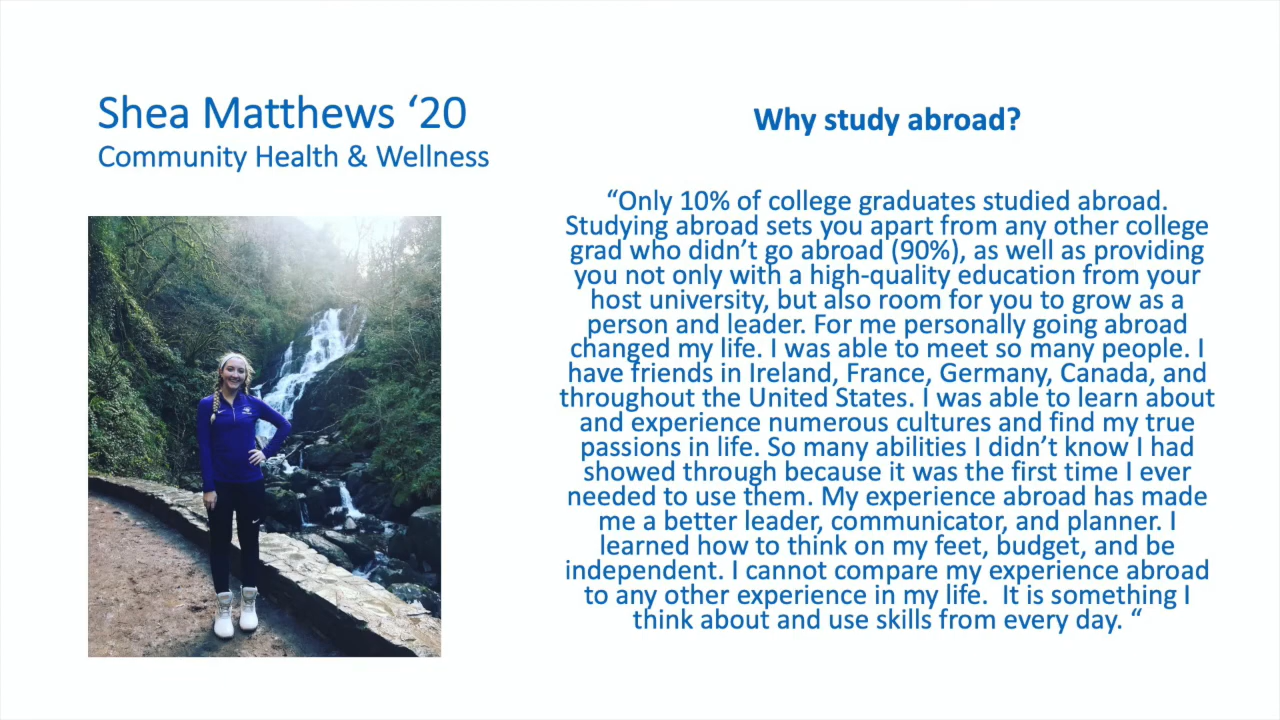 Shea Matthews ‘20
Community Health & Wellness
Why study abroad?
“Only 10% of college graduates studied abroad.
Studying abroad sets you apart from any other college
grad who didn’t go abroad (90%), as well as providing
you not only with a high-quality education from your
host university, but also room for you to grow as a
person and leader. For me personally going abroad
changed my life. I was able to meet so many people. I
have friends in Ireland, France, Germany, Canada, and
throughout the United States. I was able to learn about
and experience numerous cultures and find my true
passions in life. So many abilities I didn’t know I had
showed through because it was the first time I ever
needed to use them. My experience abroad has made
me a better leader, communicator, and planner. I
learned how to think on my feet, budget, and be
independent. I cannot compare my experience abroad
to any other experience in my life.  It is something I
think about and use skills from every day. “